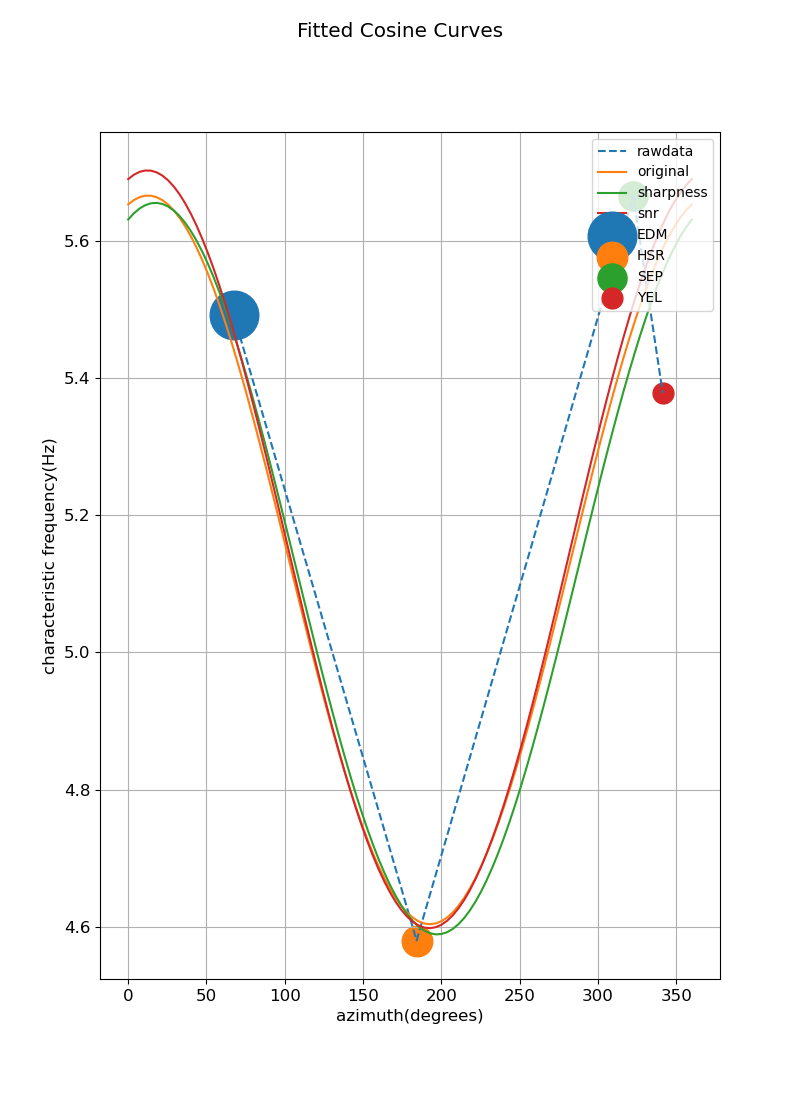 Fitted Cosine Curves
rawdata
original
sharpness
snr
EDM
HSR
SEP
YEL
5.6
5.4
5.2
5.0
4.8
4.6
characteristic frequency(Hz)
0 50 100 150 200 250 300 350
azimuth(degrees)